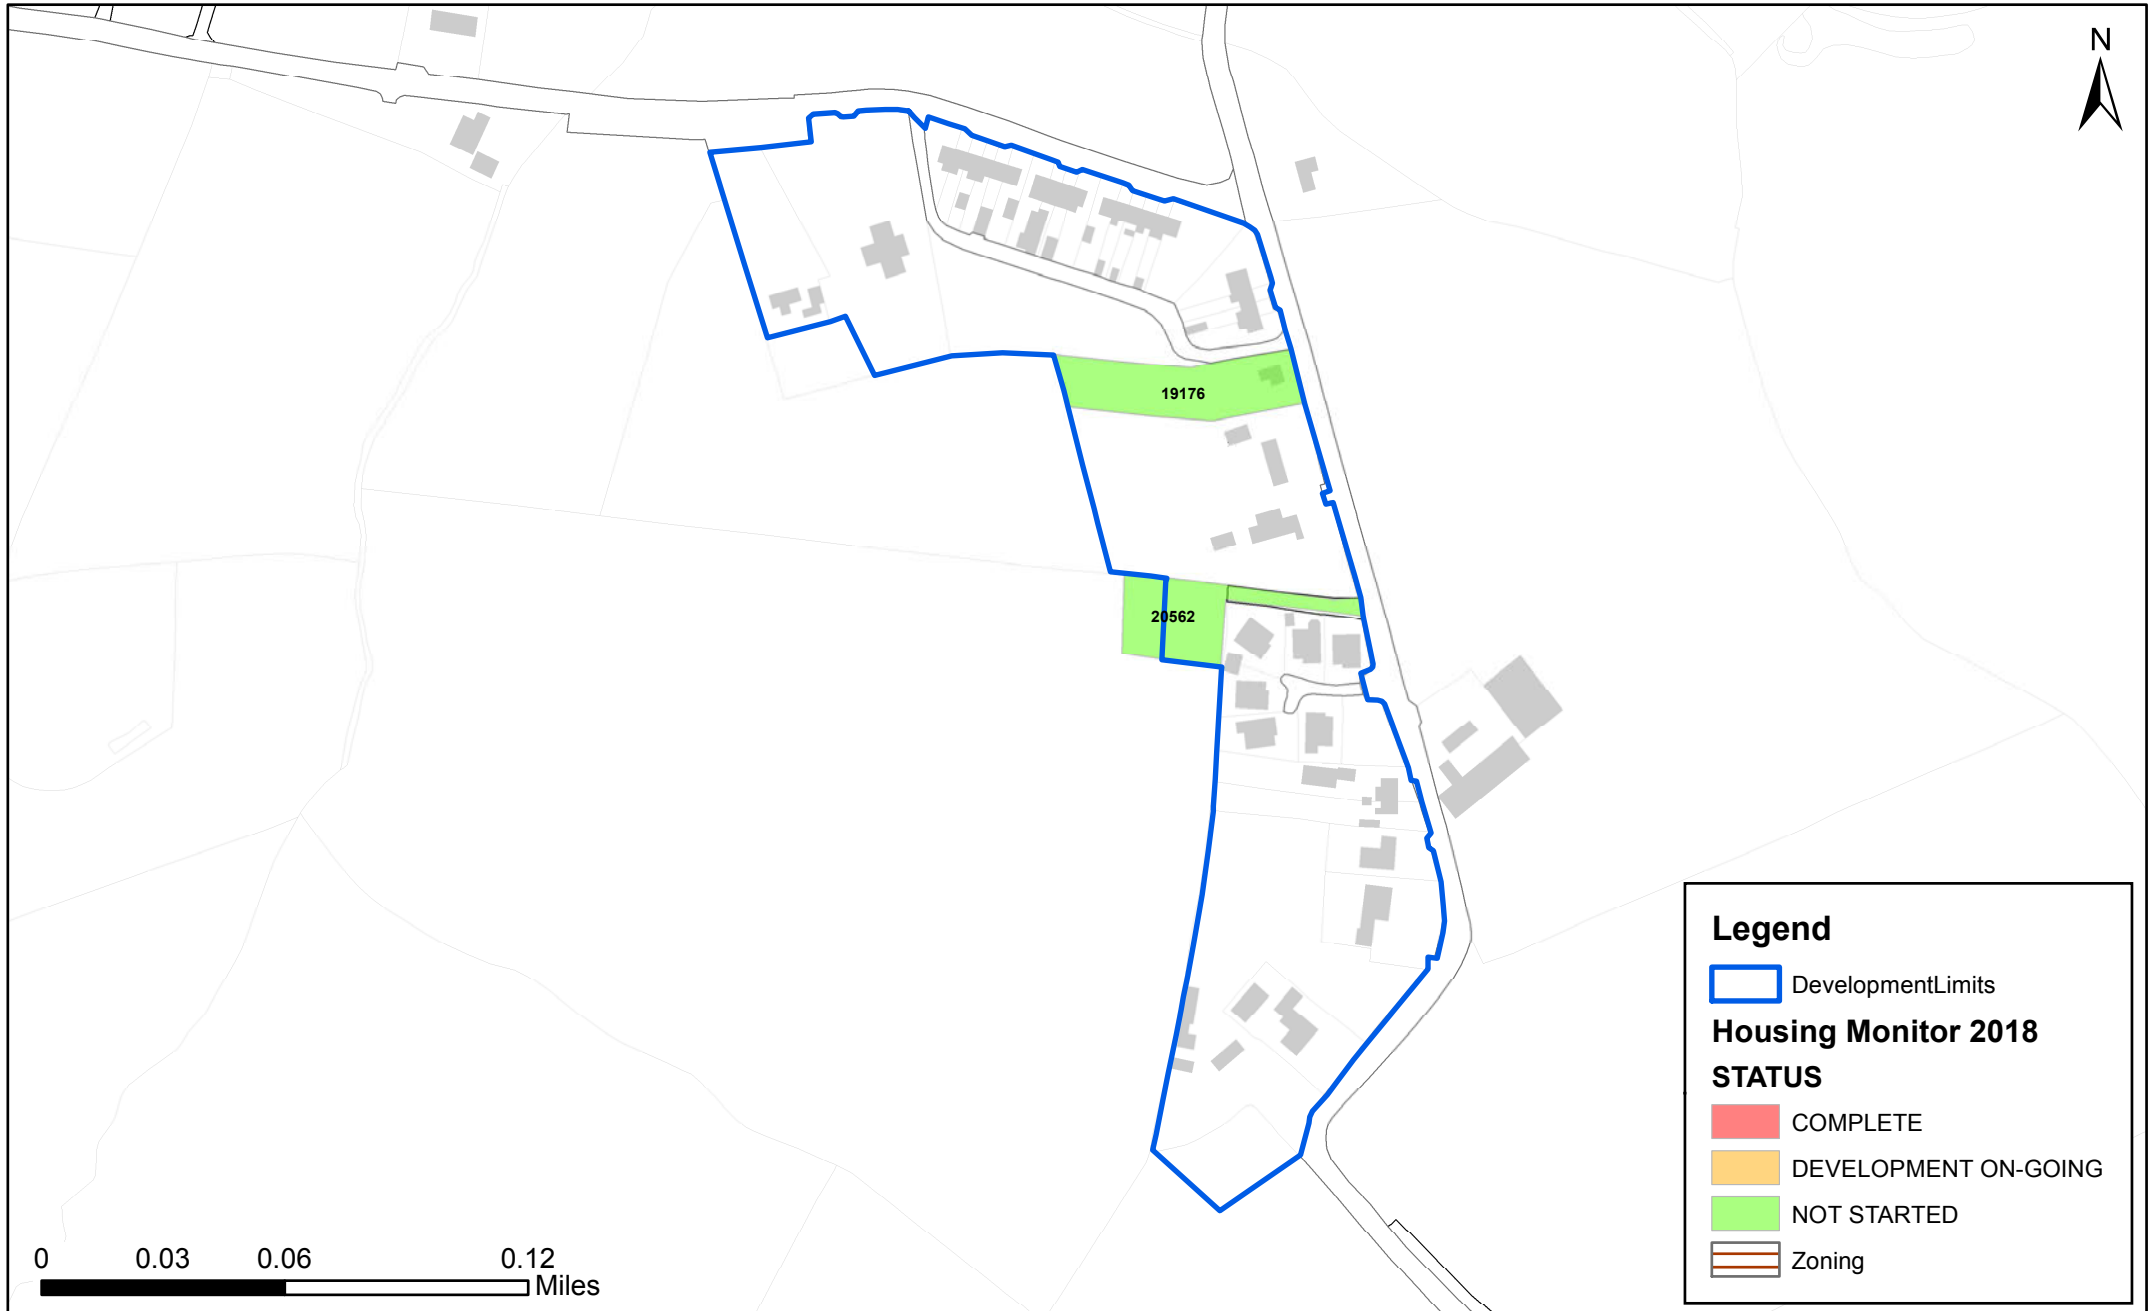 N
19176
20562
Legend
DevelopmentLimits
Housing Monitor 2018
STATUS
COMPLETE
DEVELOPMENT ON-GOING
NOT STARTED
Zoning
0 0.03 0.06 0.12
Miles